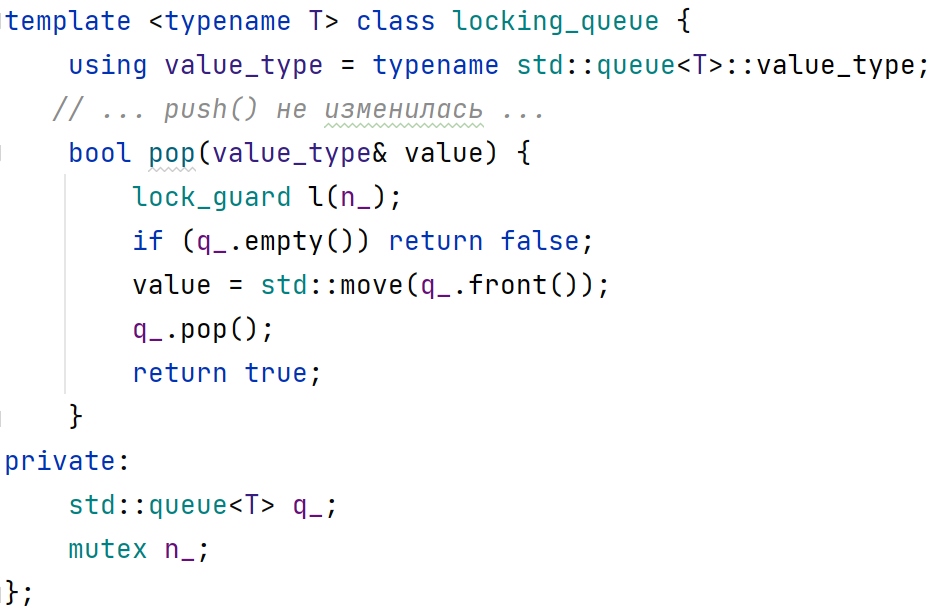 template <typename T> class locking_queue {
    using value_type = typename std::queue<T>::value_type;
   // ... push() не изменилась ...
    bool pop(value_type& value) {
        lock_guard l(n_);
        if (q_.empty()) return false;
        value = std::move(q_.front());
        q_.pop();
        return true;
    }
private:
    std::queue<T> q_;
    mutex n_;
};